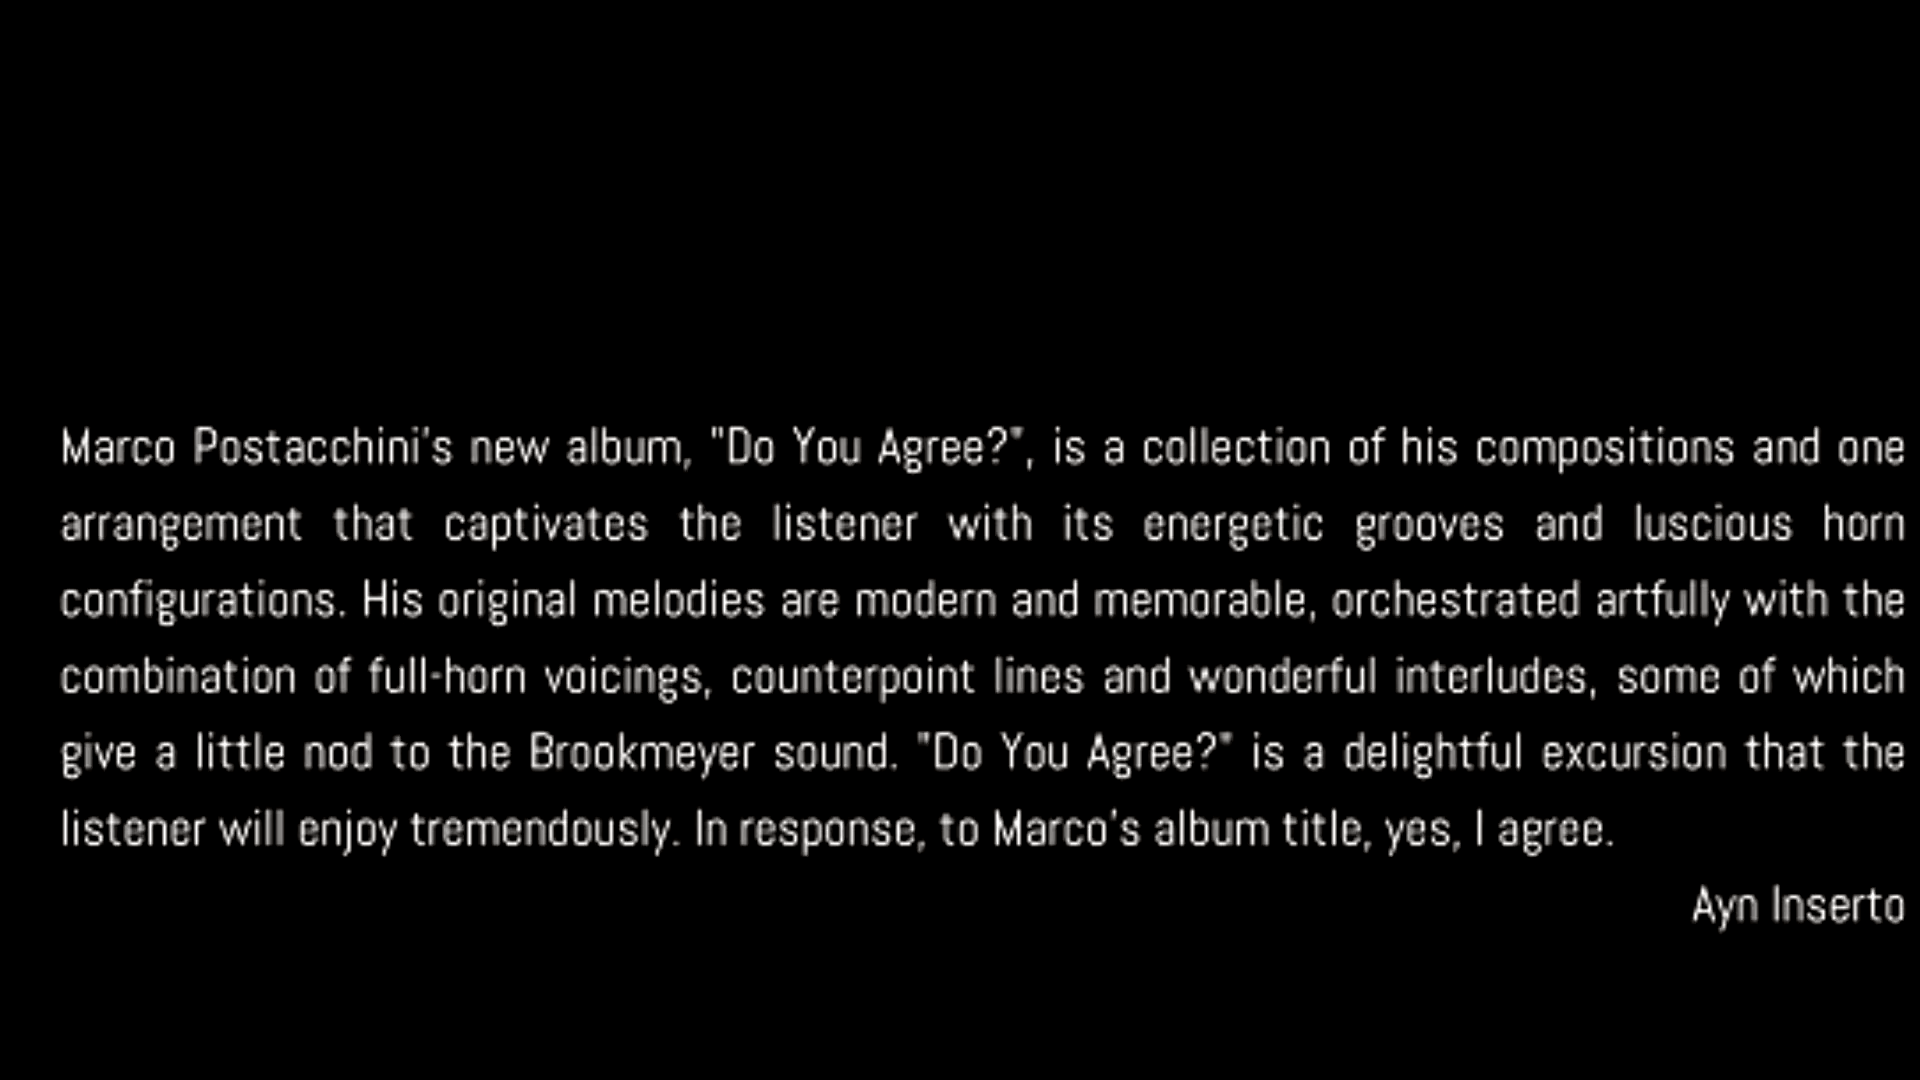 Marco Postacchini's new album, "Do You Agree?", is a collection of his compositions and one
arrangement that captivates the listener with its energetic grooves and luscious horn
configurations. His original melodies are modern and memorable, orchestrated artfully with the
combination of full-horn voicings, counterpoint lines and wonderful interludes, some of which
give a little nod to the Brookmeyer sound. "Do You Agree?" is a delightful excursion that the
listener will enjoy tremendously. In response, to Marco's album title, yes, I agree.
Ayn Inserto